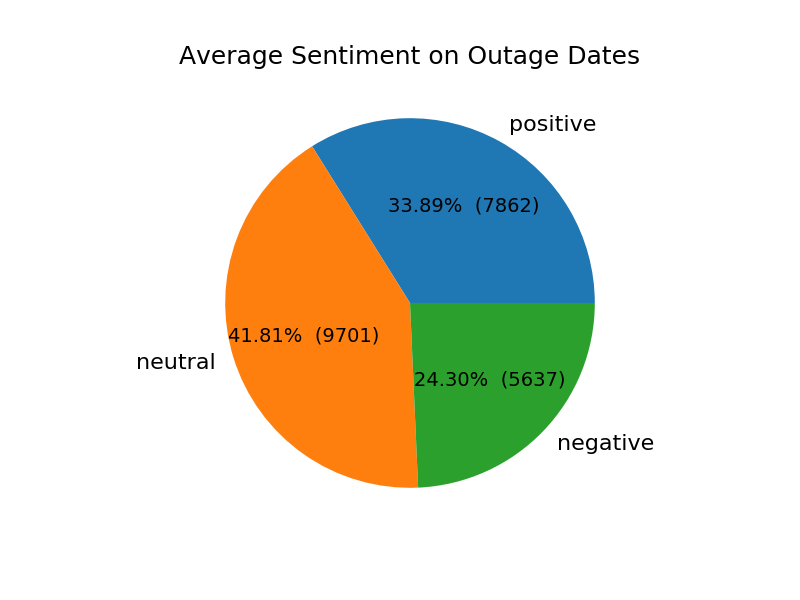 Average Sentiment on Outage Dates
positive
33.89% (7862)
41.81% (9701)
neutral
24.30% (5637)
negative